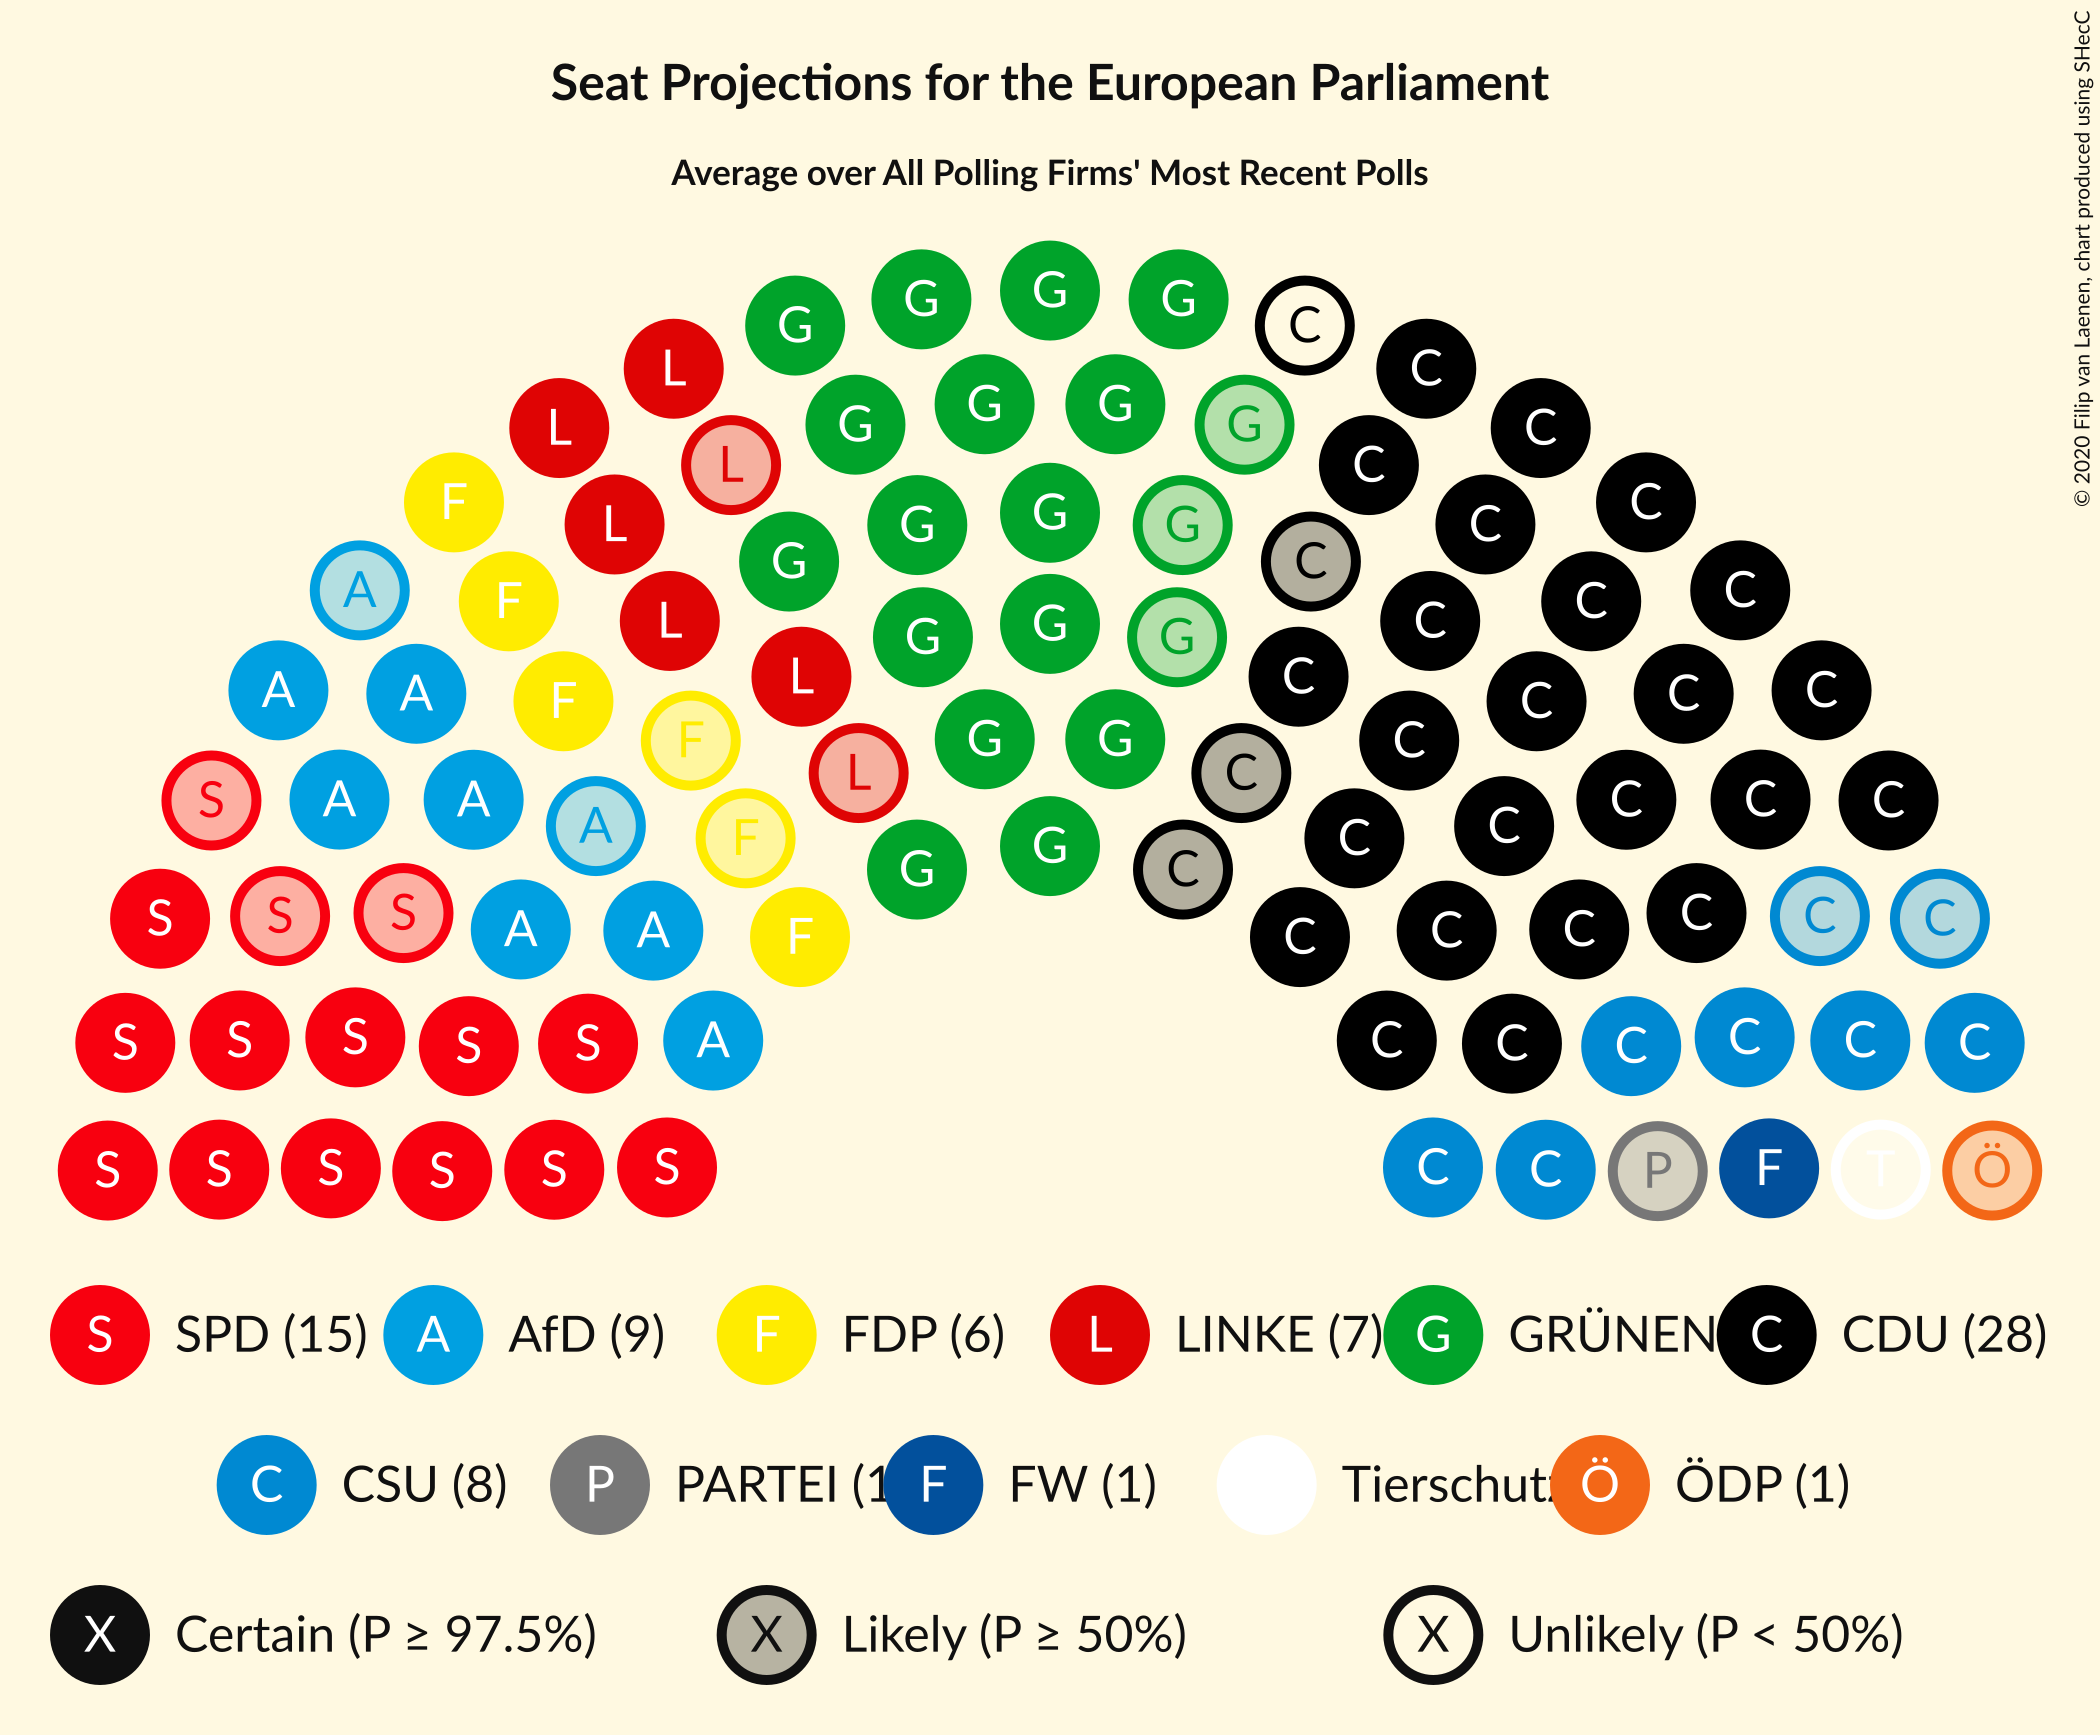 Seat Projections for the European Parliament
Average over All Polling Firms' Most Recent Polls
© 2020 Filip van Laenen, chart produced using SHecC
G G G
G C
L C
G G
L G G C
L C
F C
L G G G C
G C
A F C C
L G G G C
A A F L C C C C
F G G C
L C
S A A C C C
A F C C
G G C
S S S A A F C C C C C C
S S S S S A C C C C C C
S S S S S S C C P F T Ö
S SPD (15) A AfD (9) F FDP (6) L LINKE (7) G GRÜNEN C CDU (28)
C CSU (8) P PARTEI (1 F FW (1) Tierschutz Ö ÖDP (1)
X Certain (P ≥ 97.5%) X Likely (P ≥ 50%) X Unlikely (P < 50%)